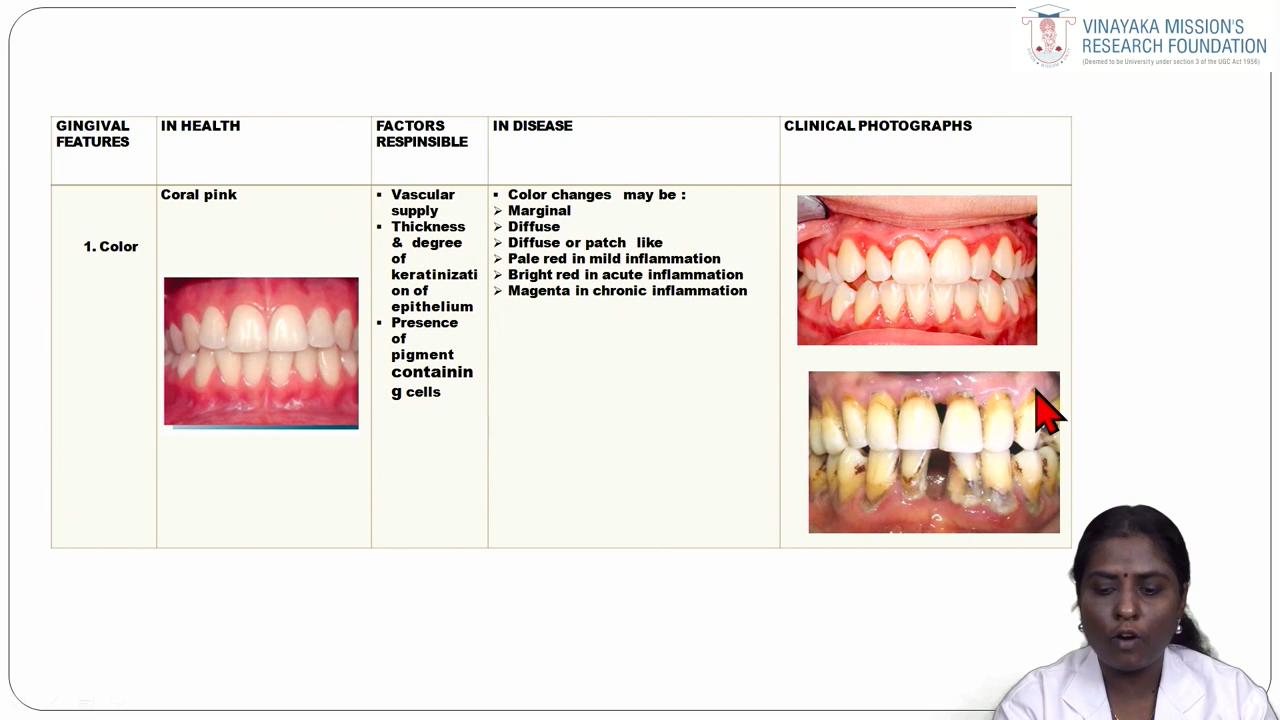 VINAYAKA MISSION'S
RESEARCH FOUNDATION
(Deemed to be University under section 3 of the UGC Act 1956)
GINGIVAL
FEATURES
IN HEALTH
FACTORS
RESPINSIBLE
IN DISEASE
CLINICAL PHOTOGRAPHS
1. Color
Coral pink
▪ Vascular
supply
▪ Thickness
& degree
of
keratinizati
on of
epithelium
▪ Presence
of
pigment
containin
g cells
▪ Color changes may be :
➢ Marginal
➢ Diffuse
➢ Diffuse or patch like
➢ Pale red in mild inflammation
➢ Bright red in acute inflammation
➢ Magenta in chronic inflammation